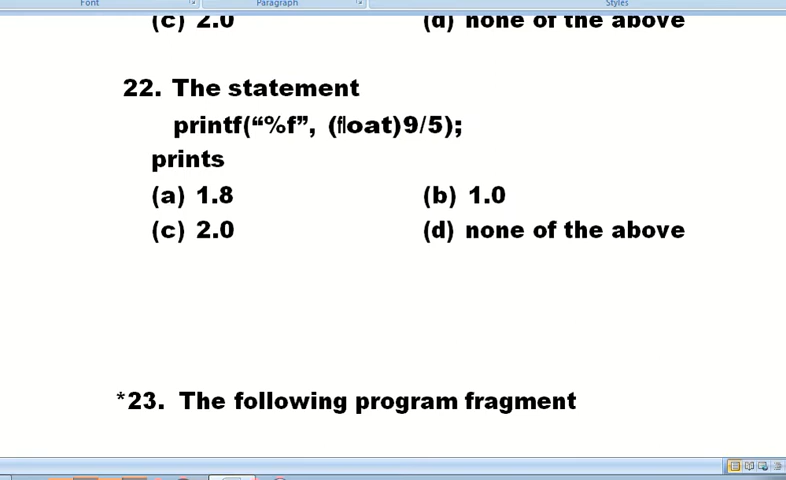 Font Paragraph Styles
(c) 2.0 (d) none of the above
22. The statement
printf(“%f”, (float)9/5);
prints
(a) 1.8 (b) 1.0
(c) 2.0 (d) none of the above
*23. The following program fragment